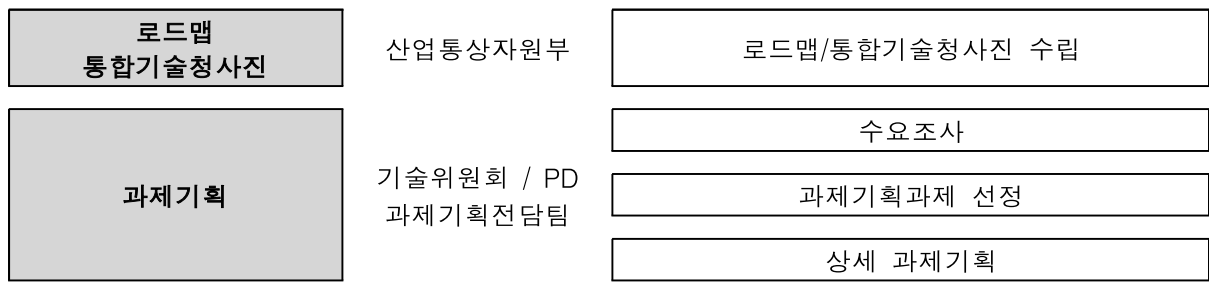 로드맵
통합기술청사진
산업통상자원부
로드맵/통합기술청사진 수립
과제기획
기술위원회 / PD
과제기획전담팀
수요조사
과제기획과제 선정
상세 과제기획